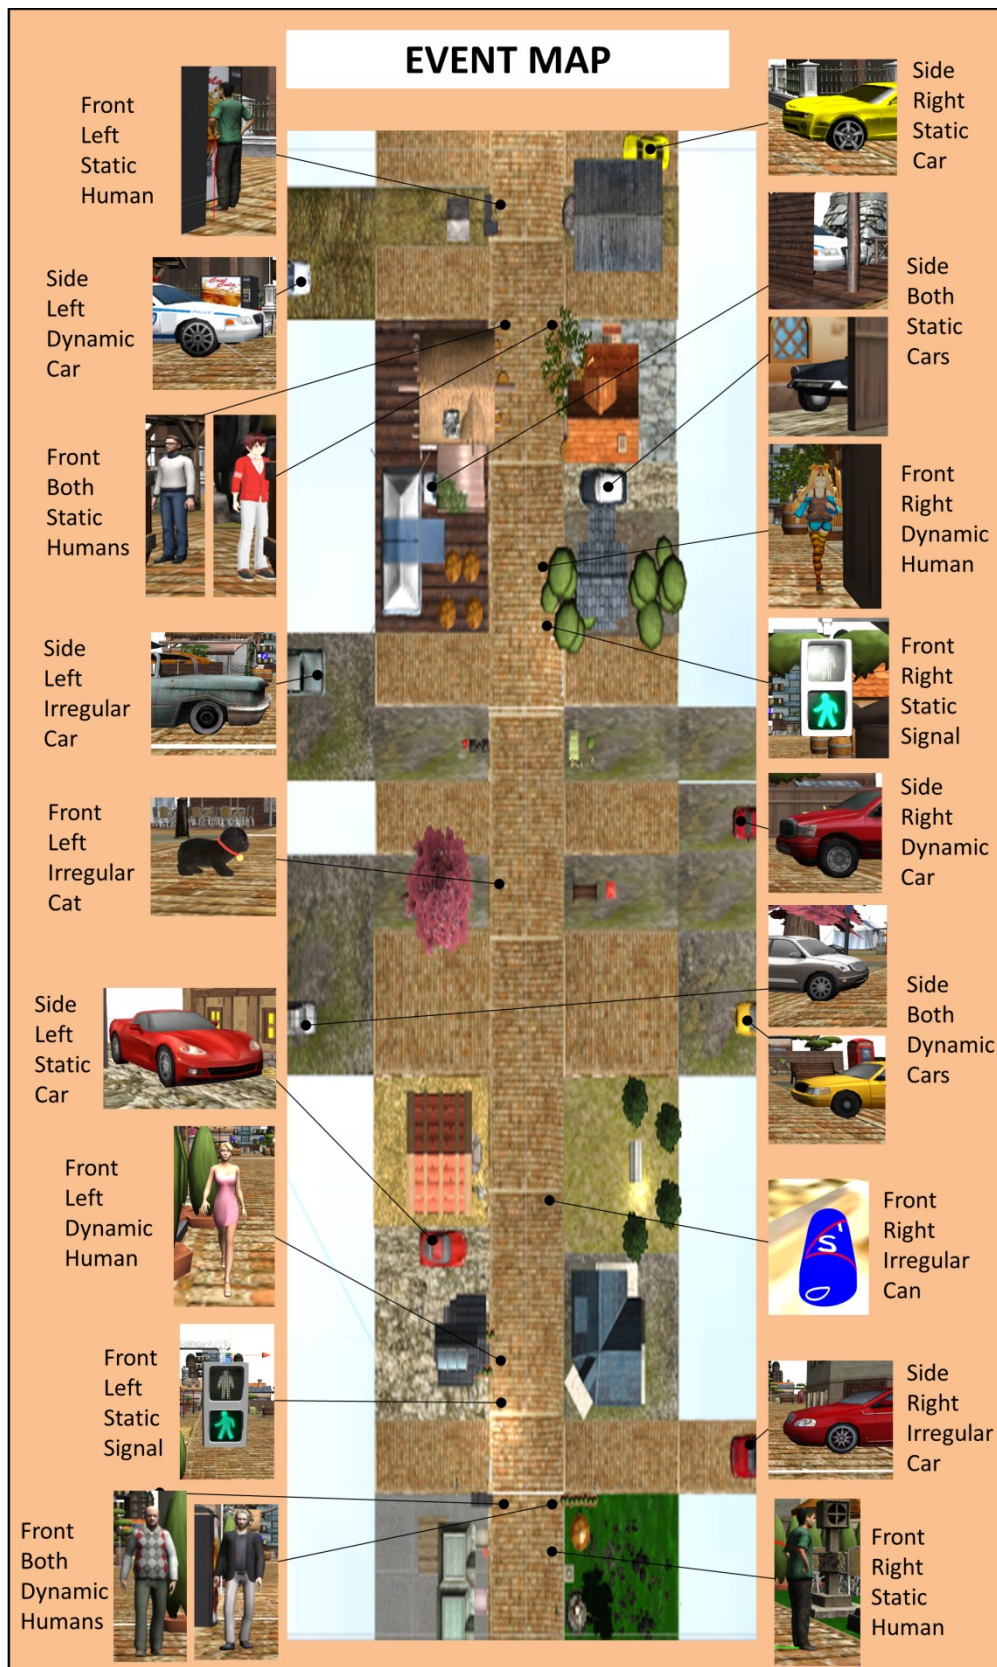 EVENT MAP
Front
Left
Static
Human
Side
Left
Dynamic
Car
Front
Both
Static
Humans
Side
Left
Irregular
Car
Front
Left
Irregular
Cat
Side
Left
Static
Car
Front
Left
Dynamic
Human
Front
Left
Static
Signal
Front
Both
Dynamic
Humans
Side
Right
Static
Car
Side
Both
Static
Cars
Front
Right
Dynamic
Human
Front
Right
Static
Signal
Side
Right
Dynamic
Car
Side
Both
Dynamic
Cars
Front
Right
Irregular
Can
S
Side
Right
Irregular
Car
Front
Right
Static
Human